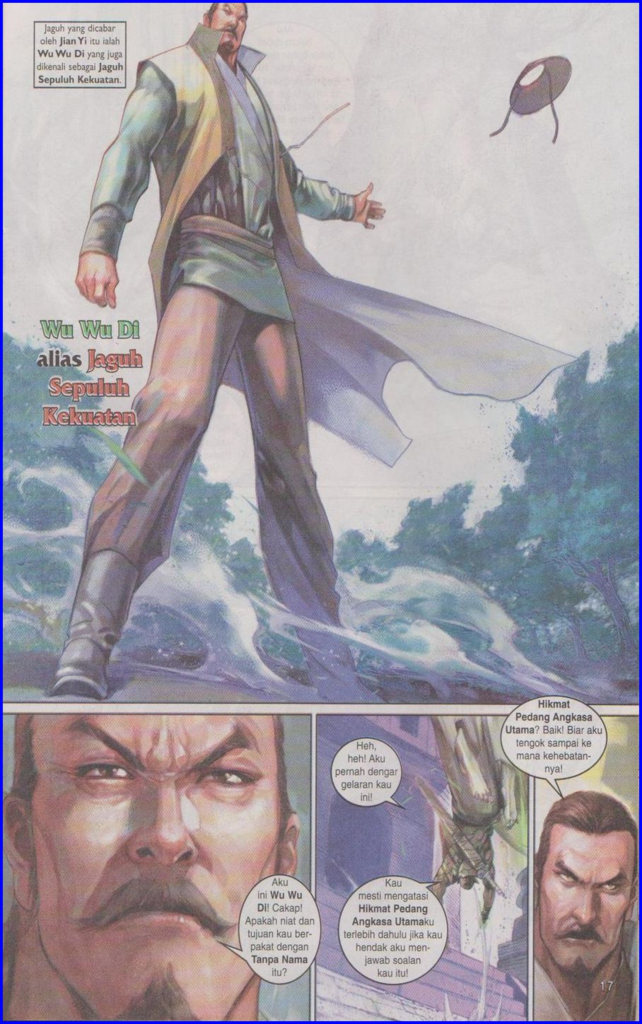 Jaguh yang dicabar
oleh Jian Yi itu ialah
Wu Wu Di yang juga
dikenali sebagai Jaguh
Sepuluh Kekuatan.
Wu Wu Di
alias Jaguh
Sepuluh
Kekuatan
Aku
ini Wu Wu
Di! Cakap!
Apakah niat dan
tujuan kau ber-
pakat dengan
Tanpa Nama
itu?
Heh,
heh! Aku
pernah dengar
gelaran kau
ini!
Kau
mesti mengatasi
Hikmat Pedang
Angkasa Utamaku
terlebih dahulu jika kau
hendak aku men-
jawab soalan
kau itu!
Hikmat
Pedang Angkasa
Utama? Baik! Biar aku
tengok sampai ke
mana kehebatan-
nya!
17